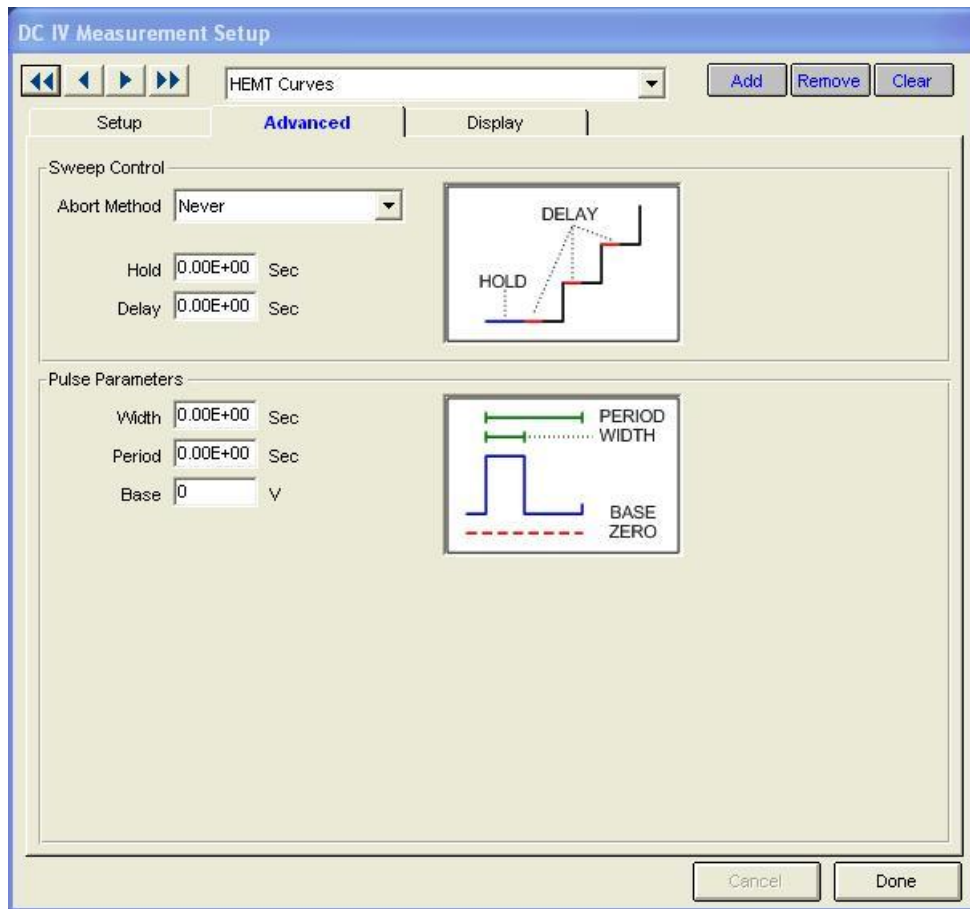 DC IV Measurement Setup
HEMT Curves
Add Remove Clear
Setup Advanced Display
Sweep Control
Abort Method Never
Hold 0.00E+00 Sec
Delay 0.00E+00 Sec
DELAY
HOLD
Pulse Parameters
Width 0.00E+00 Sec
Period 0.00E+00 Sec
Base 0 V
PERIOD
WIDTH
BASE
ZERO
Cancel Done